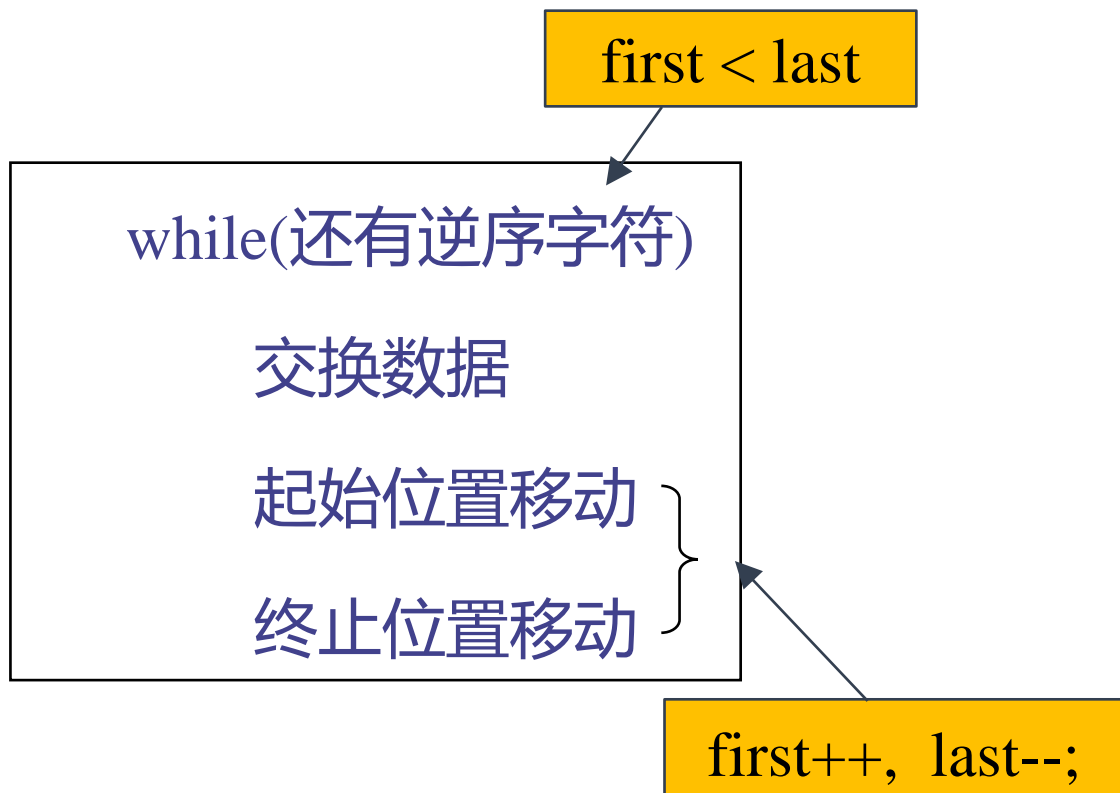 first < last
while(还有逆序字符)
交换数据
起始位置移动
终止位置移动
first++, last--;